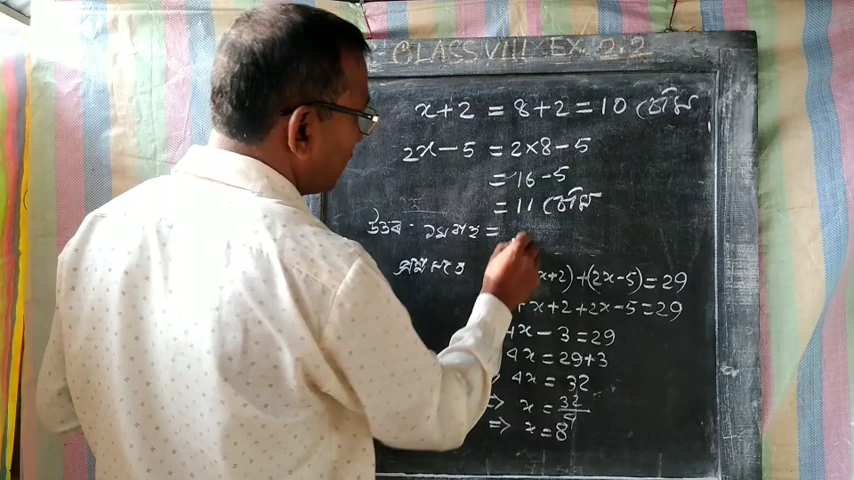 CLASS VIII EX 2.2
x+2 = 8+2 = 10
2x-5 = 2×8-5
= 16-5
= 11
উত্তৰ -
x+2)+(2x-5)=29
x+2+2x-5=29
4x-3=29
4x=29+3
4x=32
⇒ x=32/4
⇒ x=8